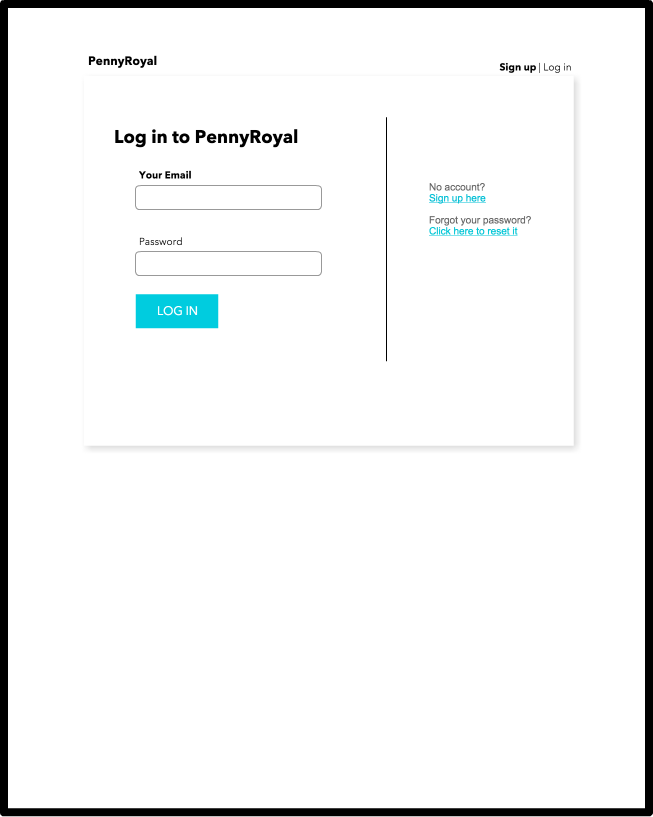 PennyRoyal
Sign up | Log in
Log in to PennyRoyal
Your Email
Password
LOG IN
No account?
Sign up here
Forgot your password?
Click here to reset it